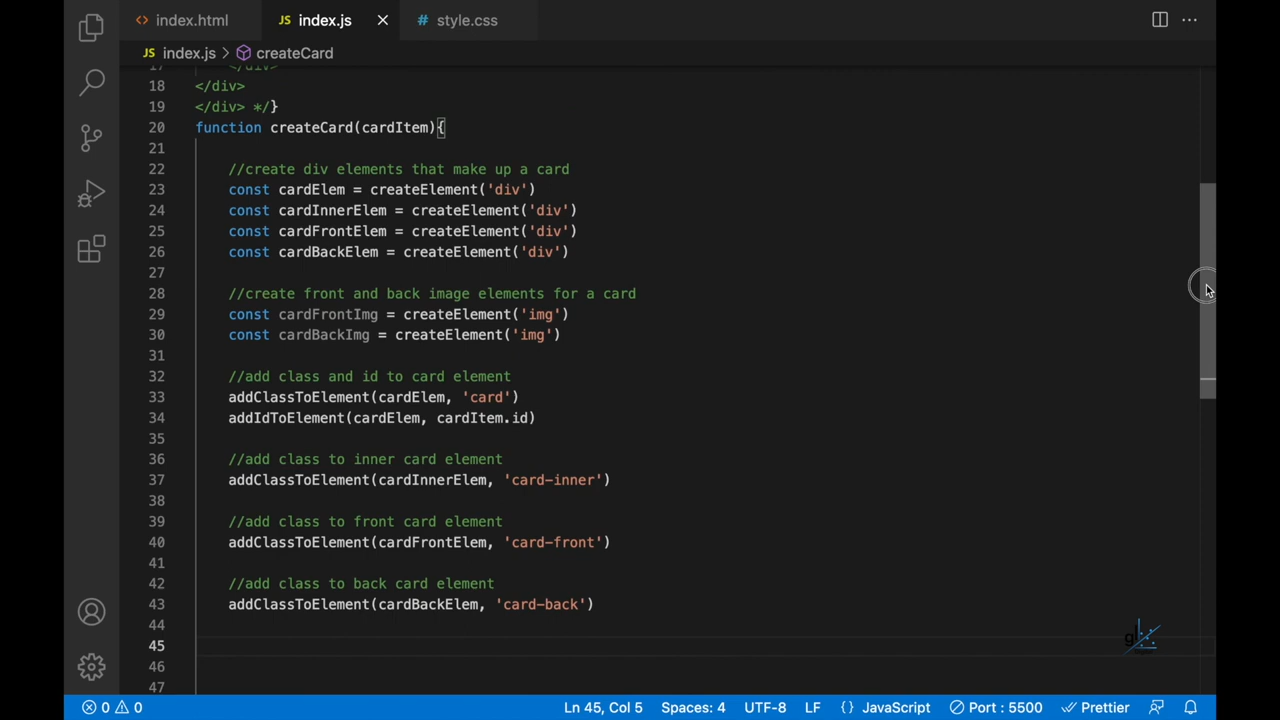 index.html
JS index.js
# style.css
JS index.js > createCard
17 </div>
18 </div>
19 </div> */}
20 function createCard(cardItem){
21
22 //create div elements that make up a card
23 const cardElem = createElement('div')
24 const cardInnerElem = createElement('div')
25 const cardFrontElem = createElement('div')
26 const cardBackElem = createElement('div')
27
28 //create front and back image elements for a card
29 const cardFrontImg = createElement('img')
30 const cardBackImg = createElement('img')
31
32 //add class and id to card element
33 addClassToElement(cardElem, 'card')
34 addIdToElement(cardElem, cardItem.id)
35
36 //add class to inner card element
37 addClassToElement(cardInnerElem, 'card-inner')
38
39 //add class to front card element
40 addClassToElement(cardFrontElem, 'card-front')
41
42 //add class to back card element
43 addClassToElement(cardBackElem, 'card-back')
44
45
46
47
0 0 Ln 45, Col 5 Spaces: 4 UTF-8 LF {} JavaScript Port : 5500 Prettier